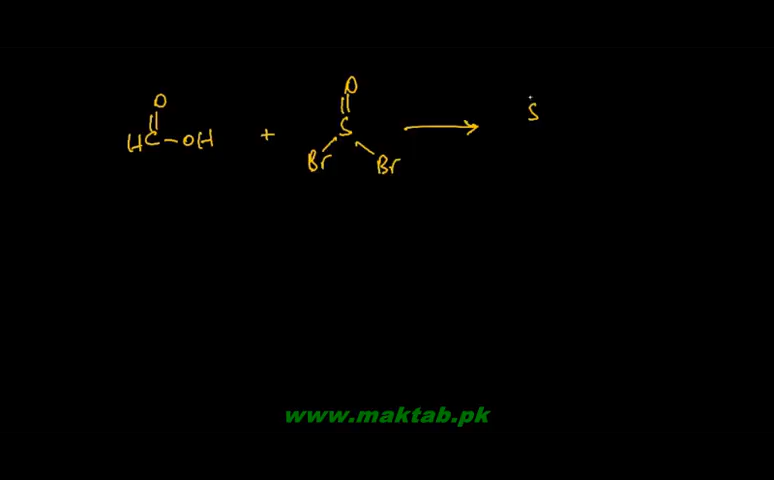 O O S
HC-OH + S →
Br Br
www.maktab.pk